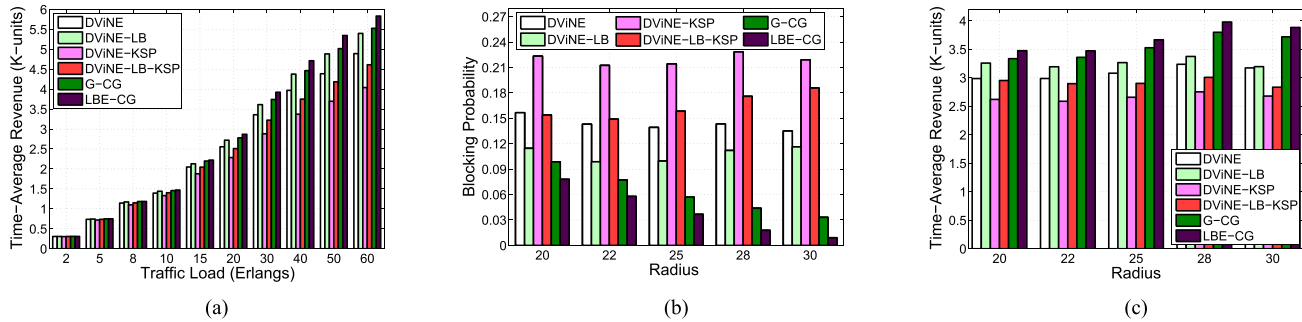 Time−Average Revenue (K−units)
6
5.5
5
4.5
4
3.5
3
2.5
2
1.5
1
0.5
0
DViNE
DViNE−LB
DViNE−KSP
DViNE−LB−KSP
G−CG
LBE−CG
2 5 8 10 15 20 30 40 50 60
Traffic Load (Erlangs)
(a)
Blocking Probability
0.27
0.24
0.21
0.18
0.15
0.12
0.09
0.06
0.03
0
DViNE DViNE−KSP G−CG
DViNE−LB DViNE−LB−KSP LBE−CG
20 22 25 28 30
Radius
(b)
Time−Average Revenue (K−units)
4
3.5
3
2.5
2
1.5
1
0.5
0
DViNE
DViNE−LB
DViNE−KSP
DViNE−LB−KSP
G−CG
LBE−CG
20 22 25 28 30
Radius
(c)